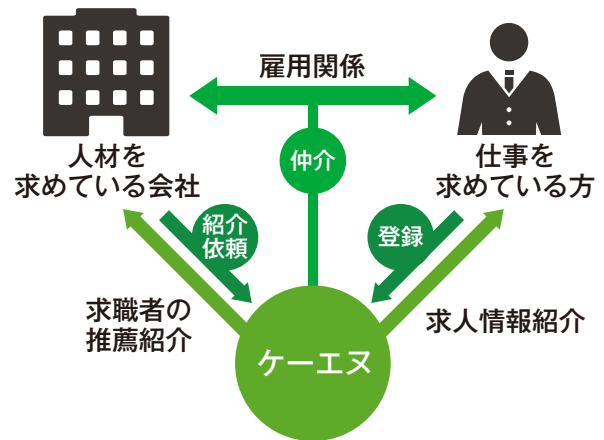 雇用関係
仲介
人材を
求めている会社
仕事を
求めている方
紹介
依頼
登録
求職者の
推薦紹介
求人情報紹介
ケーエヌ